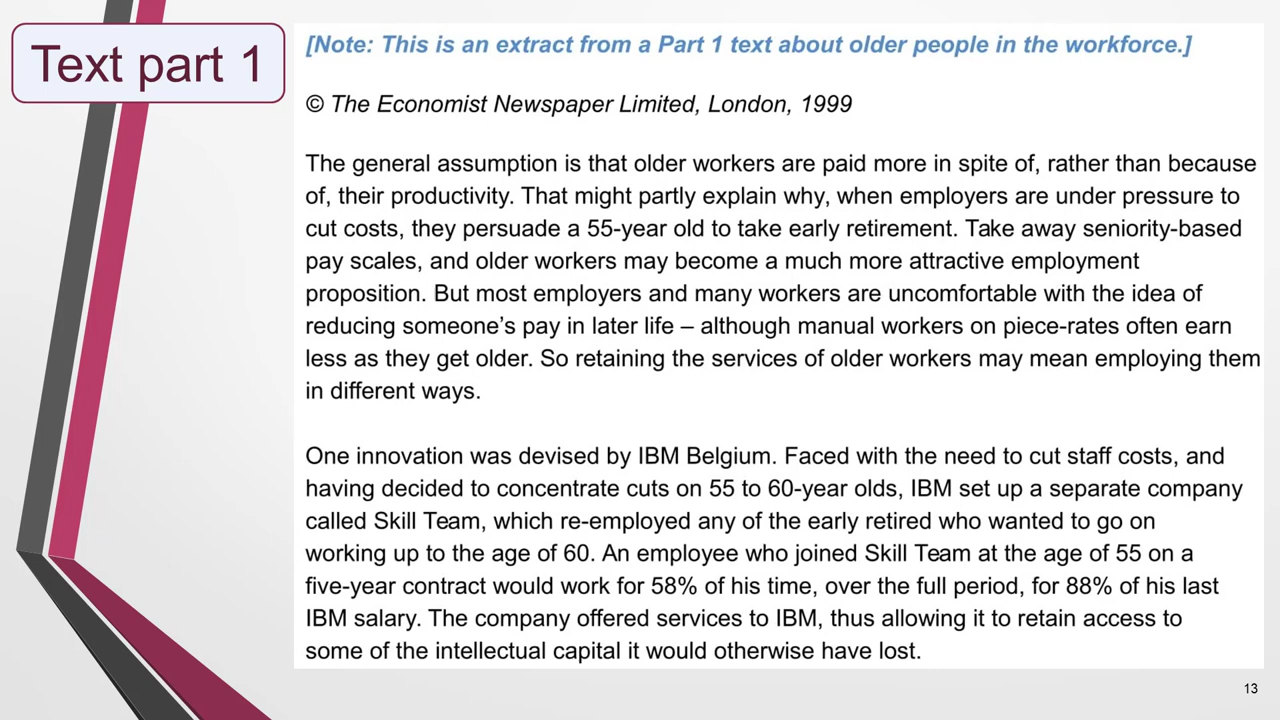 Text part 1
[Note: This is an extract from a Part 1 text about older people in the workforce.]
© The Economist Newspaper Limited, London, 1999
The general assumption is that older workers are paid more in spite of, rather than because
of, their productivity. That might partly explain why, when employers are under pressure to
cut costs, they persuade a 55-year old to take early retirement. Take away seniority-based
pay scales, and older workers may become a much more attractive employment
proposition. But most employers and many workers are uncomfortable with the idea of
reducing someone's pay in later life – although manual workers on piece-rates often earn
less as they get older. So retaining the services of older workers may mean employing them
in different ways.
One innovation was devised by IBM Belgium. Faced with the need to cut staff costs, and
having decided to concentrate cuts on 55 to 60-year olds, IBM set up a separate company
called Skill Team, which re-employed any of the early retired who wanted to go on
working up to the age of 60. An employee who joined Skill Team at the age of 55 on a
five-year contract would work for 58% of his time, over the full period, for 88% of his last
IBM salary. The company offered services to IBM, thus allowing it to retain access to
some of the intellectual capital it would otherwise have lost.
13